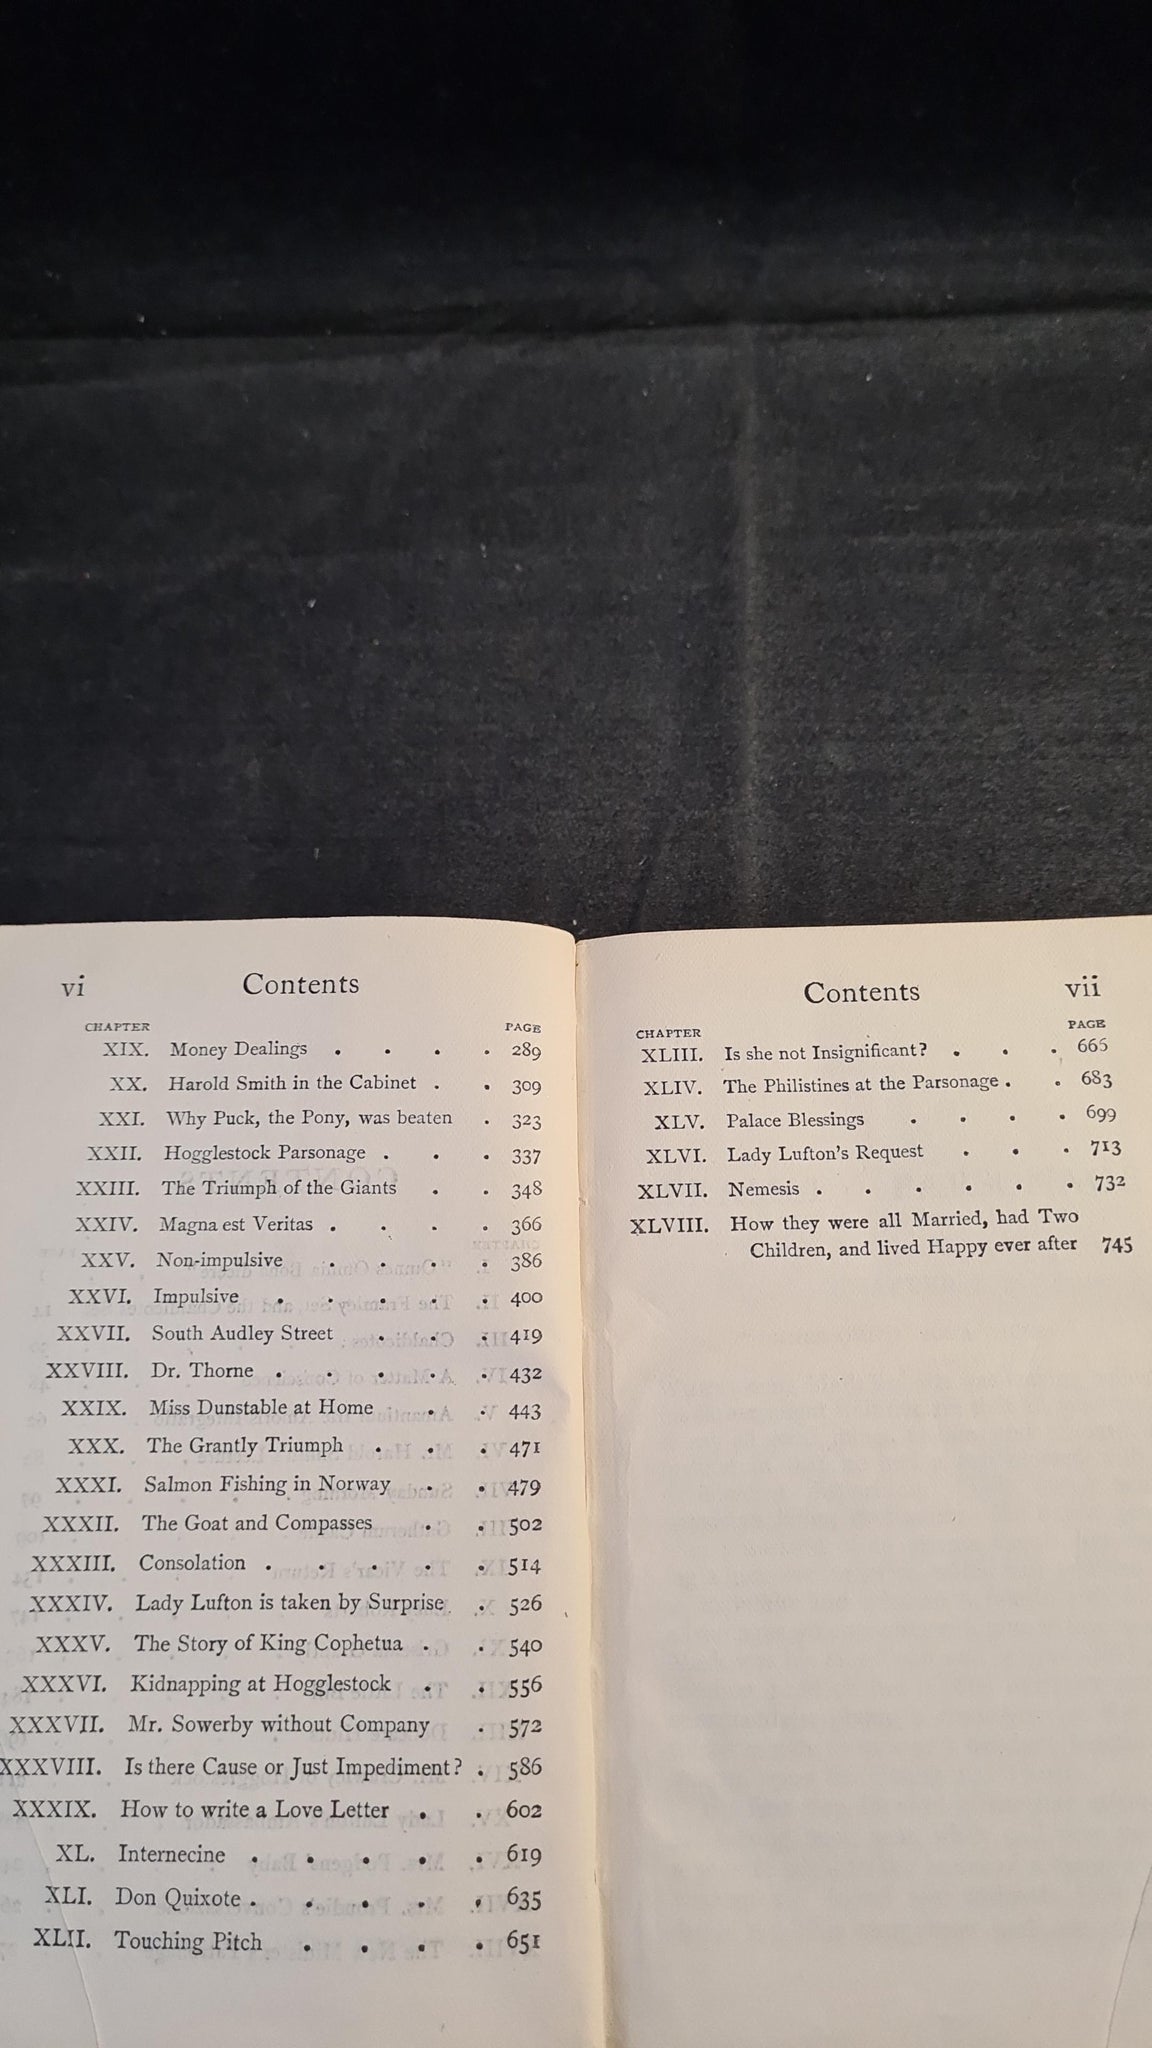 vi Contents
CHAPTER PAGE
XIX. Money Dealings . . . . 289
XX. Harold Smith in the Cabinet . . 309
XXI. Why Puck, the Pony, was beaten . 323
XXII. Hogglestock Parsonage . . . 337
XXIII. The Triumph of the Giants . . 348
XXIV. Magna est Veritas . . . . 366
XXV. Non-impulsive . . . . 386
XXVI. Impulsive . . . . . 400
XXVII. South Audley Street . . . 419
XXVIII. Dr. Thorne . . . . . 432
XXIX. Miss Dunstable at Home . . . 443
XXX. The Grantly Triumph . . . 471
XXXI. Salmon Fishing in Norway . . 479
XXXII. The Goat and Compasses . . 502
XXXIII. Consolation . . . . . 514
XXXIV. Lady Lufton is taken by Surprise . . 526
XXXV. The Story of King Cophetua . . 540
XXXVI. Kidnapping at Hogglestock . . 556
XXXVII. Mr. Sowerby without Company . 572
XXXVIII. Is there Cause or Just Impediment? . 586
XXXIX. How to write a Love Letter . . 602
XL. Internecine . . . . . 619
XLI. Don Quixote . . . . . 635
XLII. Touching Pitch . . . . 651
Contents vii
CHAPTER PAGE
XLIII. Is she not Insignificant? . . . 665
XLIV. The Philistines at the Parsonage . . 683
XLV. Palace Blessings . . . . 699
XLVI. Lady Lufton's Request . . . 713
XLVII. Nemesis . . . . . . 732
XLVIII. How they were all Married, had Two
Children, and lived Happy ever after 745